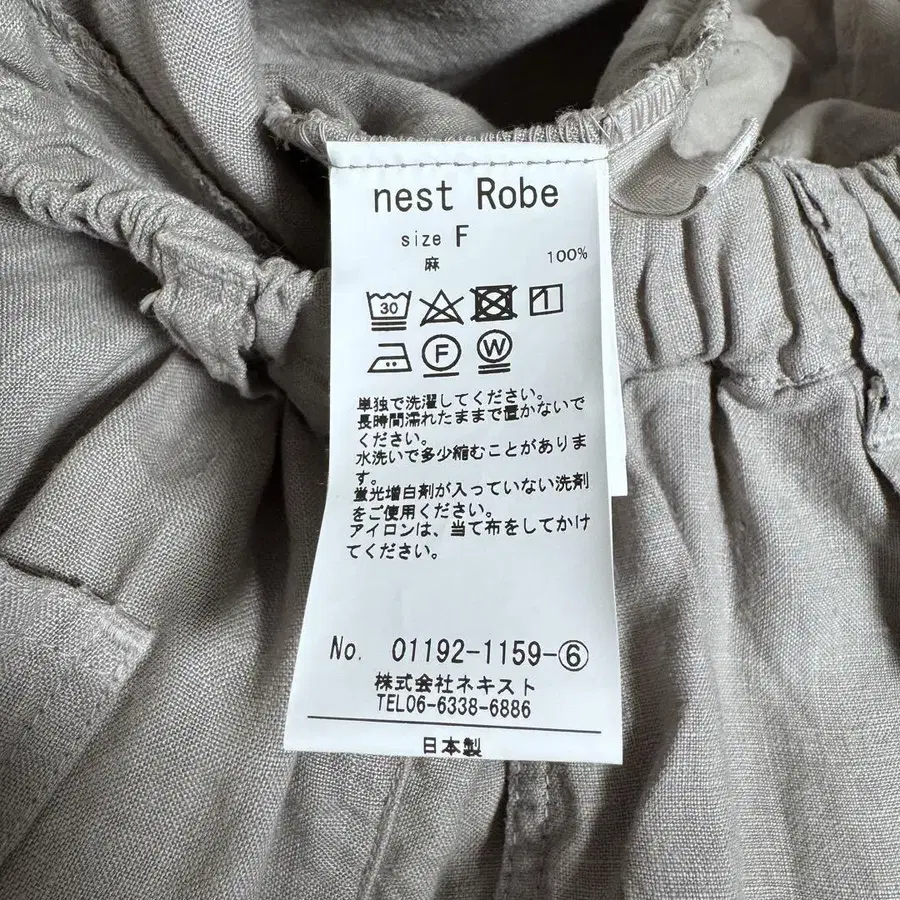 nest Robe
size F
麻 100%
30
F W
単独で洗濯してください。
長時間濡れたままで置かないで
ください。
水洗いで多少縮むことがありま
す。
蛍光増白剤が入っていない洗剤
をご使用ください。
アイロンは、当て布をしてかけ
てください。
No. 01192-1159-⑥
株式会社ネキスト
TEL06-6338-6886
日本製